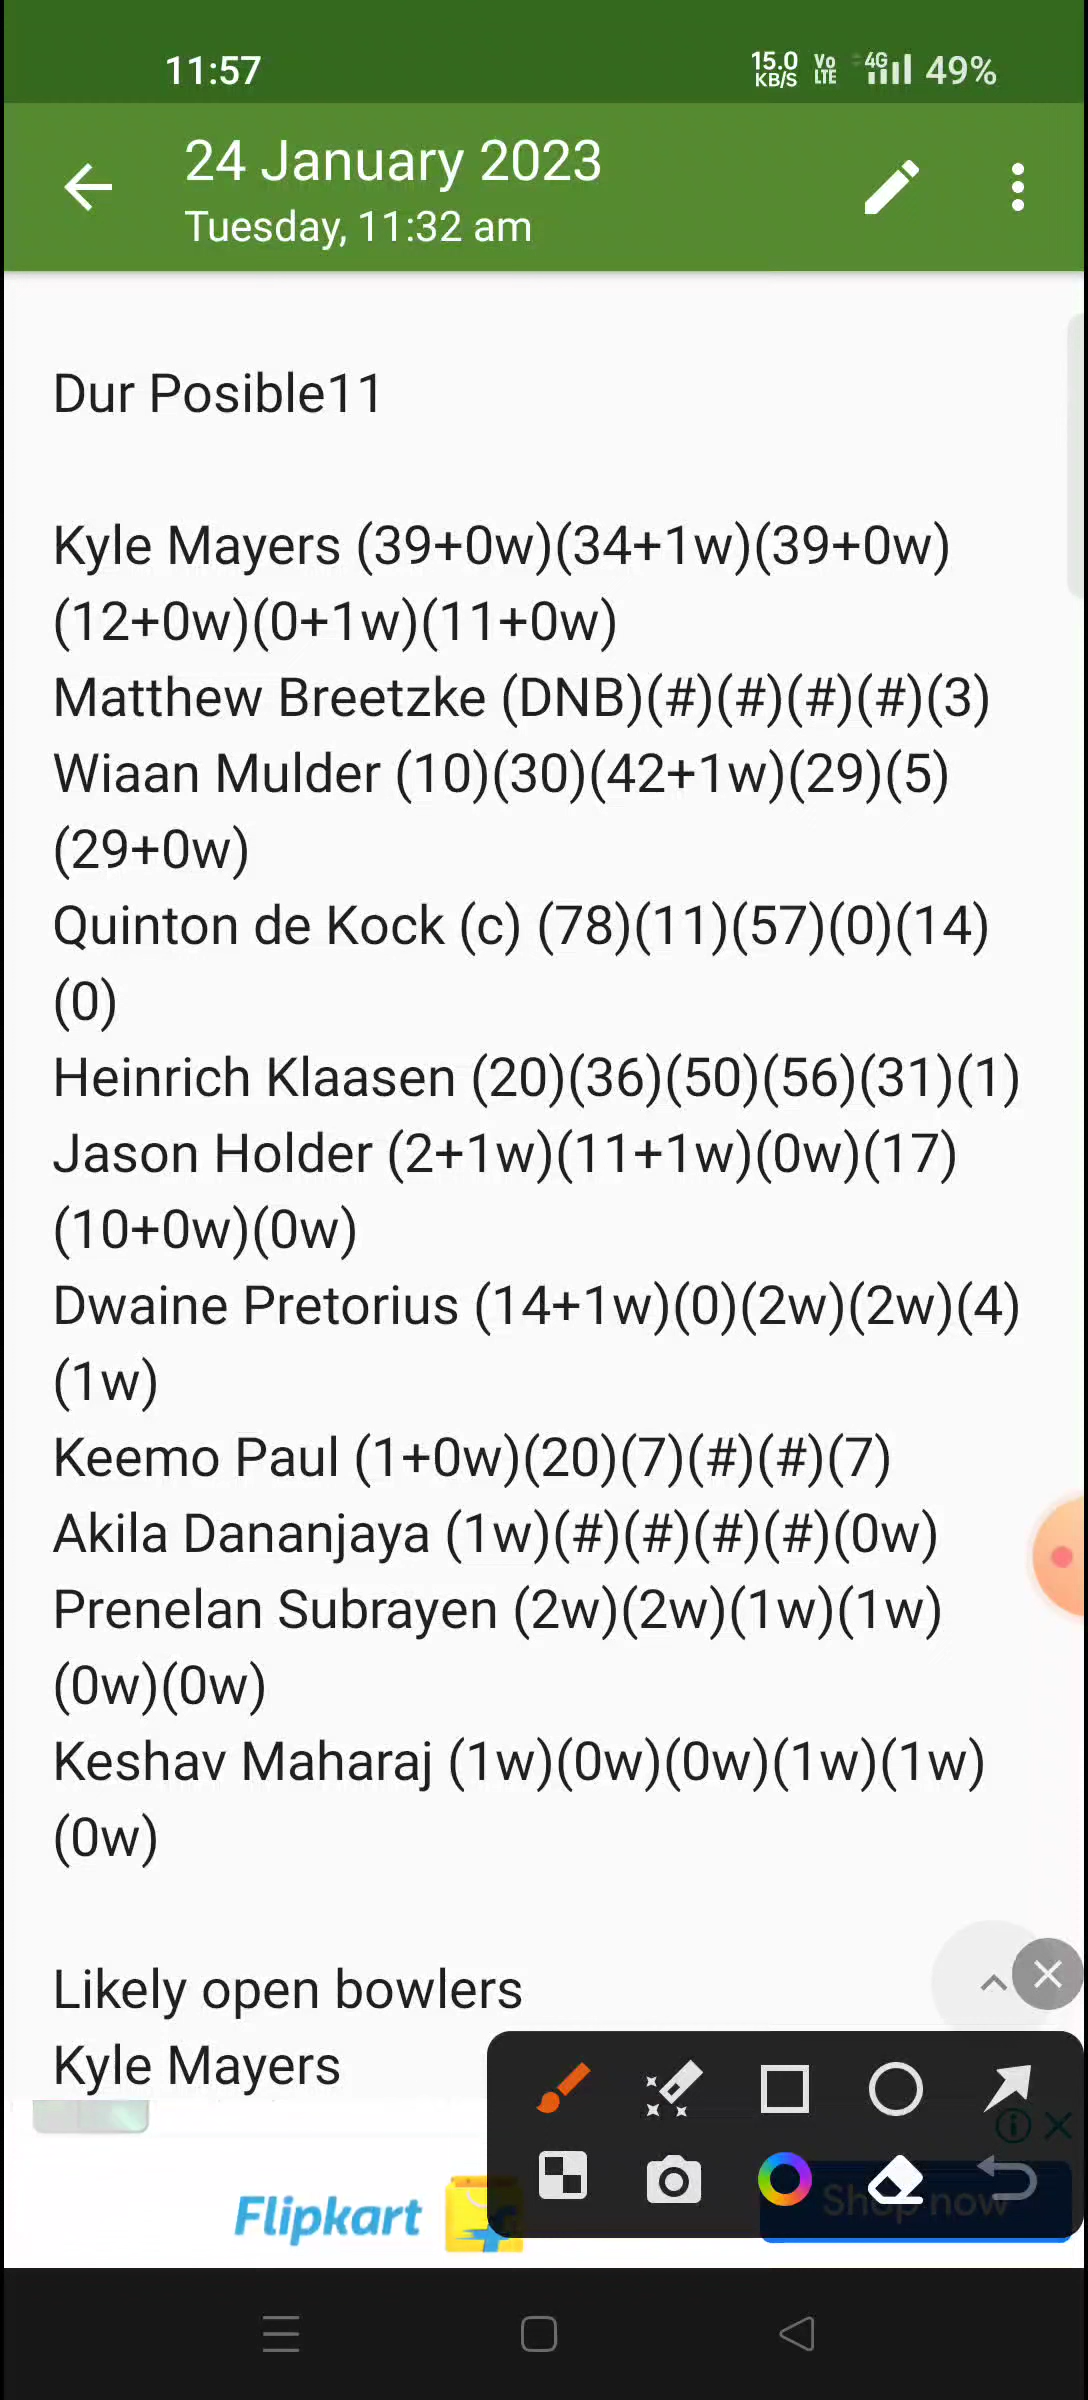 11:57
15.0 KB/S Vo LTE 4G 49%
24 January 2023
Tuesday, 11:32 am
Dur Posible11
Kyle Mayers (39+0w)(34+1w)(39+0w)
(12+0w)(0+1w)(11+0w)
Matthew Breetzke (DNB)(#)(#)(#)(#)(3)
Wiaan Mulder (10)(30)(42+1w)(29)(5)
(29+0w)
Quinton de Kock (c) (78)(11)(57)(0)(14)
(0)
Heinrich Klaasen (20)(36)(50)(56)(31)(1)
Jason Holder (2+1w)(11+1w)(0w)(17)
(10+0w)(0w)
Dwaine Pretorius (14+1w)(0)(2w)(2w)(4)
(1w)
Keemo Paul (1+0w)(20)(7)(#)(#)(7)
Akila Dananjaya (1w)(#)(#)(#)(#)(0w)
Prenelan Subrayen (2w)(2w)(1w)(1w)
(0w)(0w)
Keshav Maharaj (1w)(0w)(0w)(1w)(1w)
(0w)
Likely open bowlers
Kyle Mayers
Flipkart
Shop now